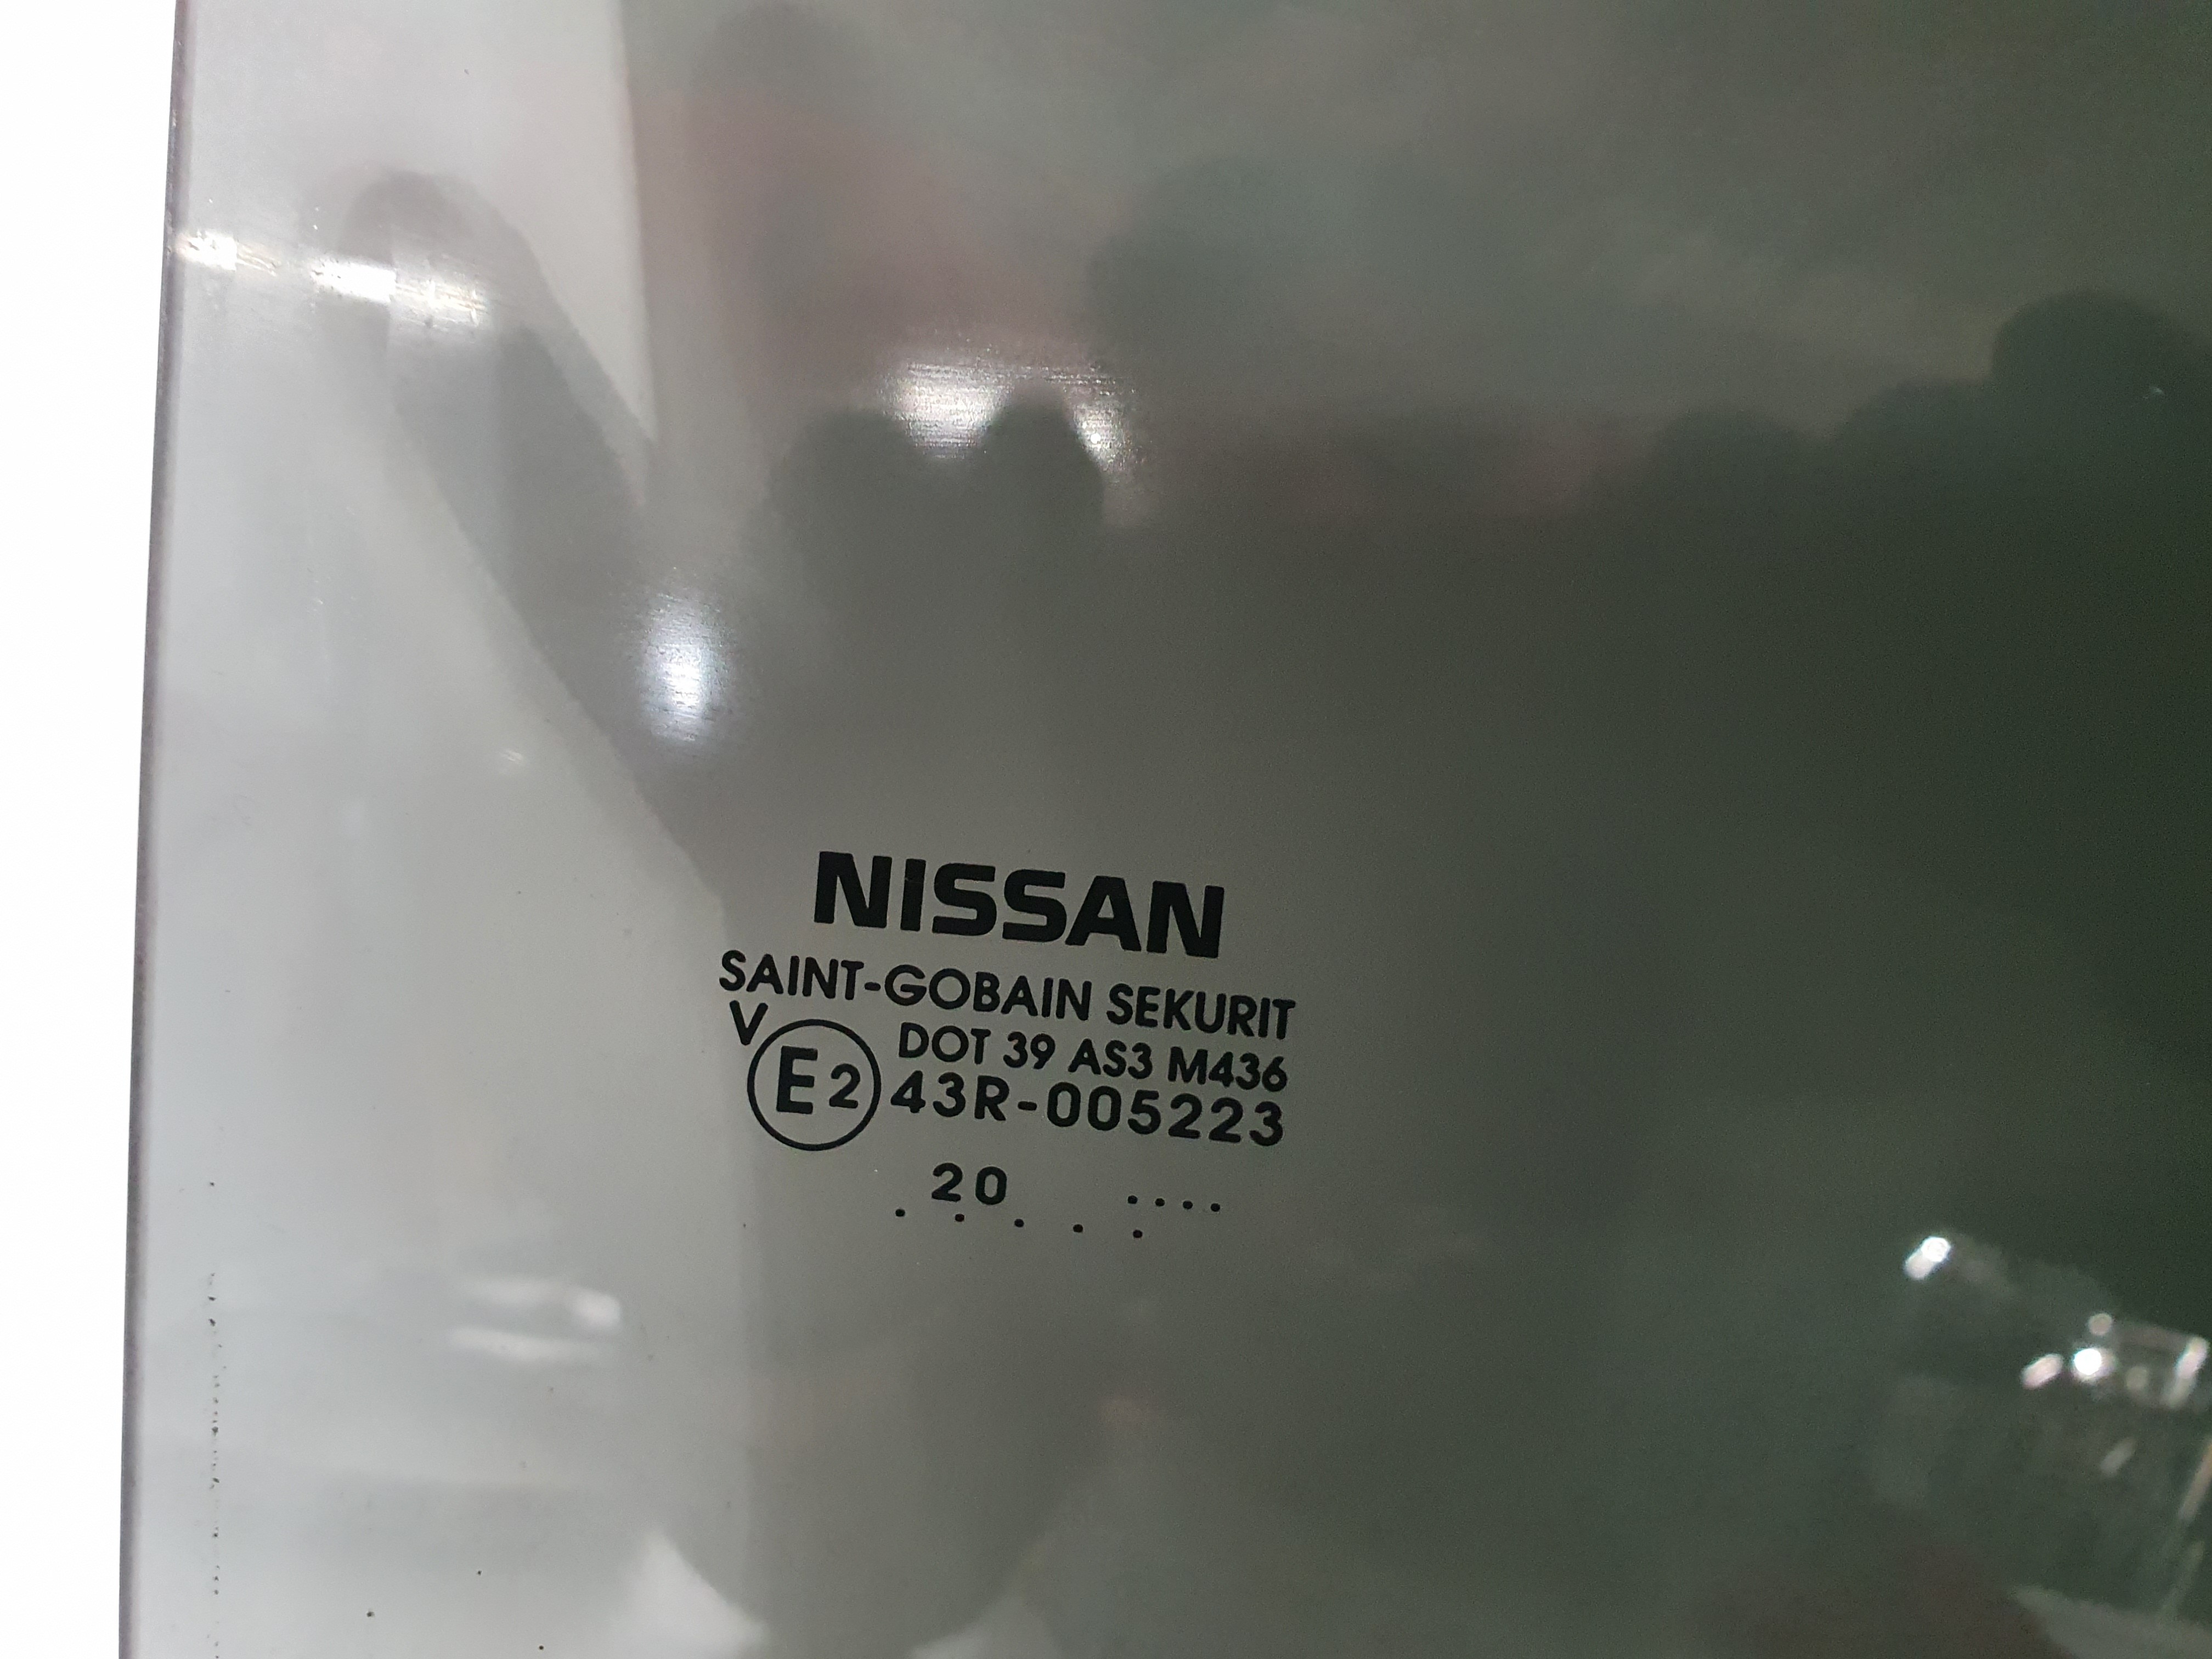 NISSAN
SAINT-GOBAIN SEKURIT
V
DOT 39 AS3 M436
E2 43R-005223
20 ....
. . . . .